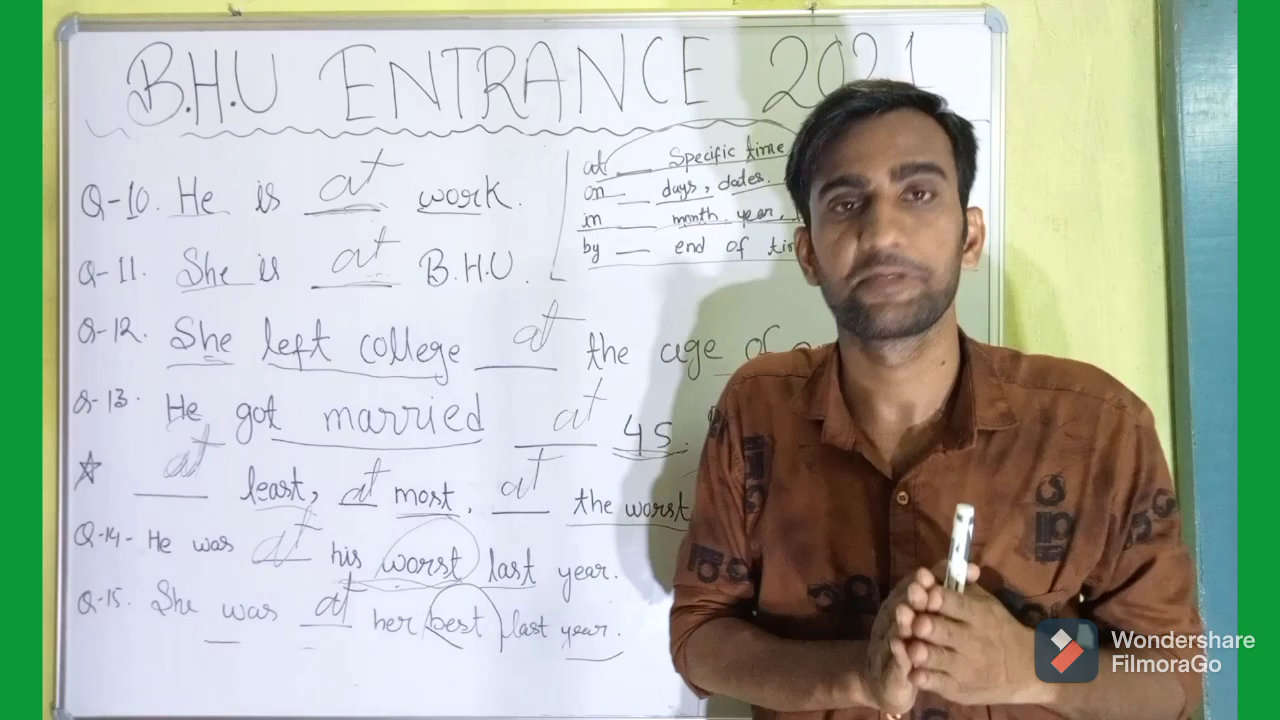 B.H.U ENTRANCE 2021
Q-10. He is at work.
Q-11. She is at B.H.U.
at — Specific time
on — days, dates.
in — month, year,
by — end of
Q-12. She left college at the age of
Q-13. He got married at 45.
at least, at most, at the worst
Q-14- He was at his worst last year.
Q-15. She was at her best last year.
Wondershare
FilmoraGo